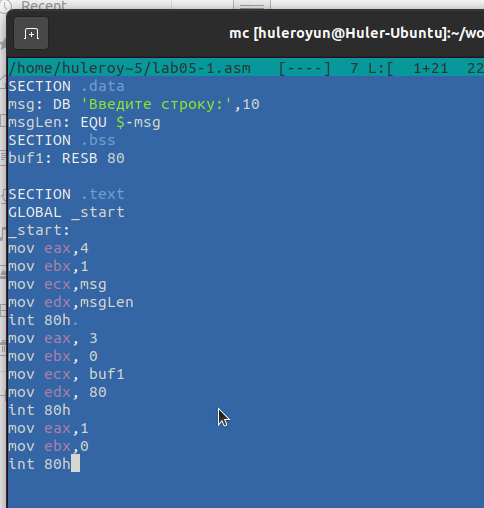 Recent
mc [huleroyun@Huler-Ubuntu]:~/wo
/home/huleroy~5/lab05-1.asm [----] 7 L:[ 1+21 22
SECTION .data
msg: DB 'Введите строку:',10
msgLen: EQU $-msg
SECTION .bss
buf1: RESB 80
SECTION .text
GLOBAL _start
_start:
mov eax,4
mov ebx,1
mov ecx,msg
mov edx,msgLen
int 80h.
mov eax, 3
mov ebx, 0
mov ecx, buf1
mov edx, 80
int 80h
mov eax,1
mov ebx,0
int 80h